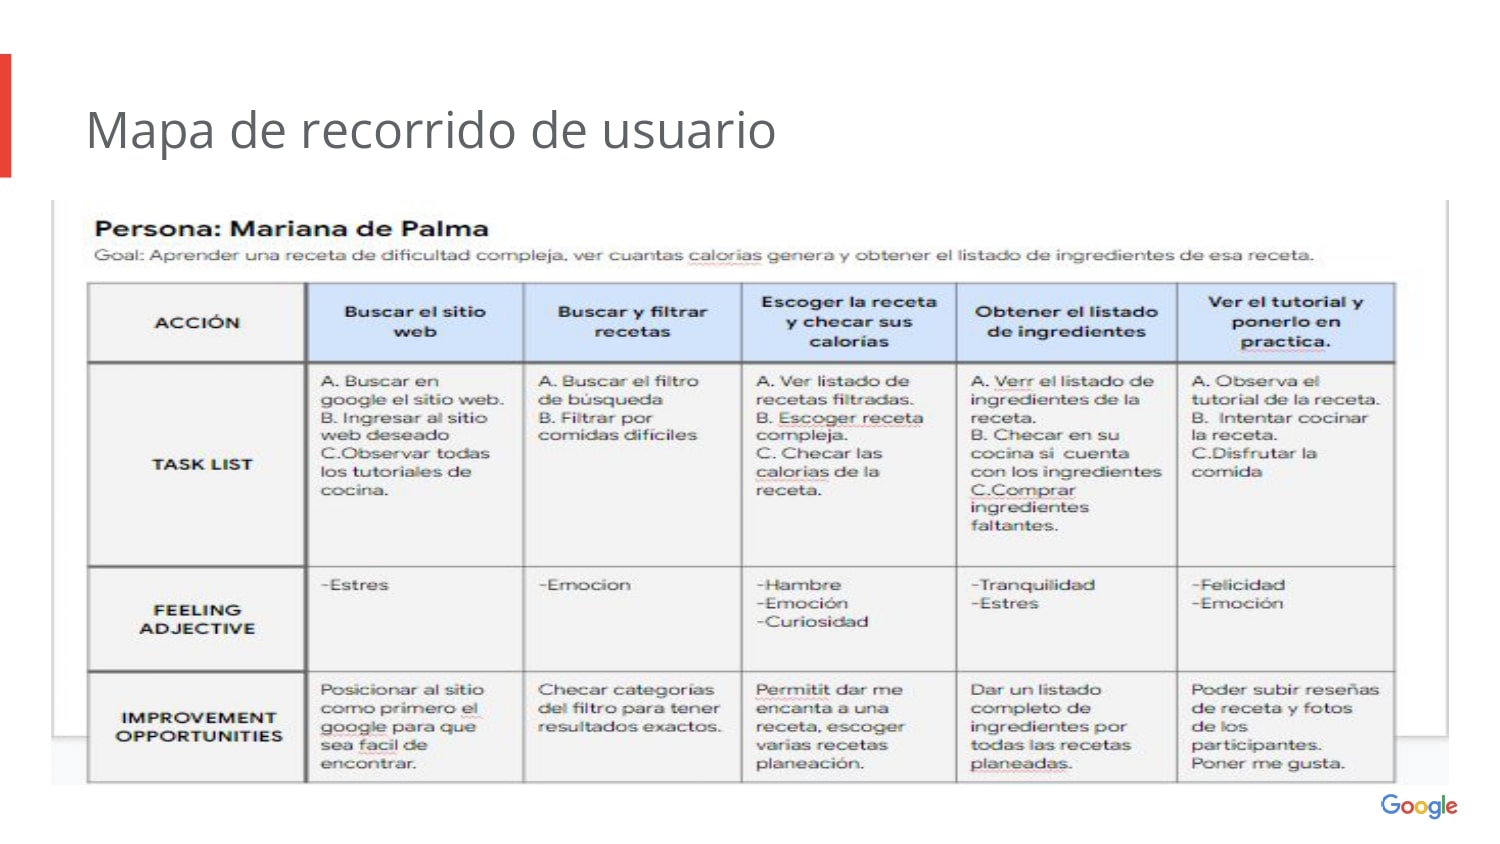 Mapa de recorrido de usuario
Persona: Mariana de Palma
Goal: Aprender una receta de dificultad compleja, ver cuantas calorias genera y obtener el listado de ingredientes de esa receta.
ACCIÓN
Buscar el sitio
web
Buscar y filtrar
recetas
Escoger la receta
y checar sus
calorías
Obtener el listado
de ingredientes
Ver el tutorial y
ponerlo en
practica.
TASK LIST
A. Buscar en
google el sitio web.
B. Ingresar al sitio
web deseado
C.Observar todas
los tutoriales de
cocina.
A. Buscar el filtro
de búsqueda
B. Filtrar por
comidas difíciles
A. Ver listado de
recetas filtradas.
B. Escoger receta
compleja.
C. Checar las
calorias de la
receta.
A. Verr el listado de
ingredientes de la
receta.
B. Checar en su
cocina si cuenta
con los ingredientes
C.Comprar
ingredientes
faltantes.
A. Observa el
tutorial de la receta.
B. Intentar cocinar
la receta.
C.Disfrutar la
comida
FEELING
ADJECTIVE
-Estres
-Emocion
-Hambre
-Emoción
-Curiosidad
-Tranquilidad
-Estres
-Felicidad
-Emoción
IMPROVEMENT
OPPORTUNITIES
Posicionar al sitio
como primero el
google para que
sea facil de
encontrar.
Checar categorías
del filtro para tener
resultados exactos.
Permitit dar me
encanta a una
receta, escoger
varias recetas
planeación.
Dar un listado
completo de
ingredientes por
todas las recetas
planeadas.
Poder subir reseñas
de receta y fotos
de los
participantes.
Poner me gusta.
Google